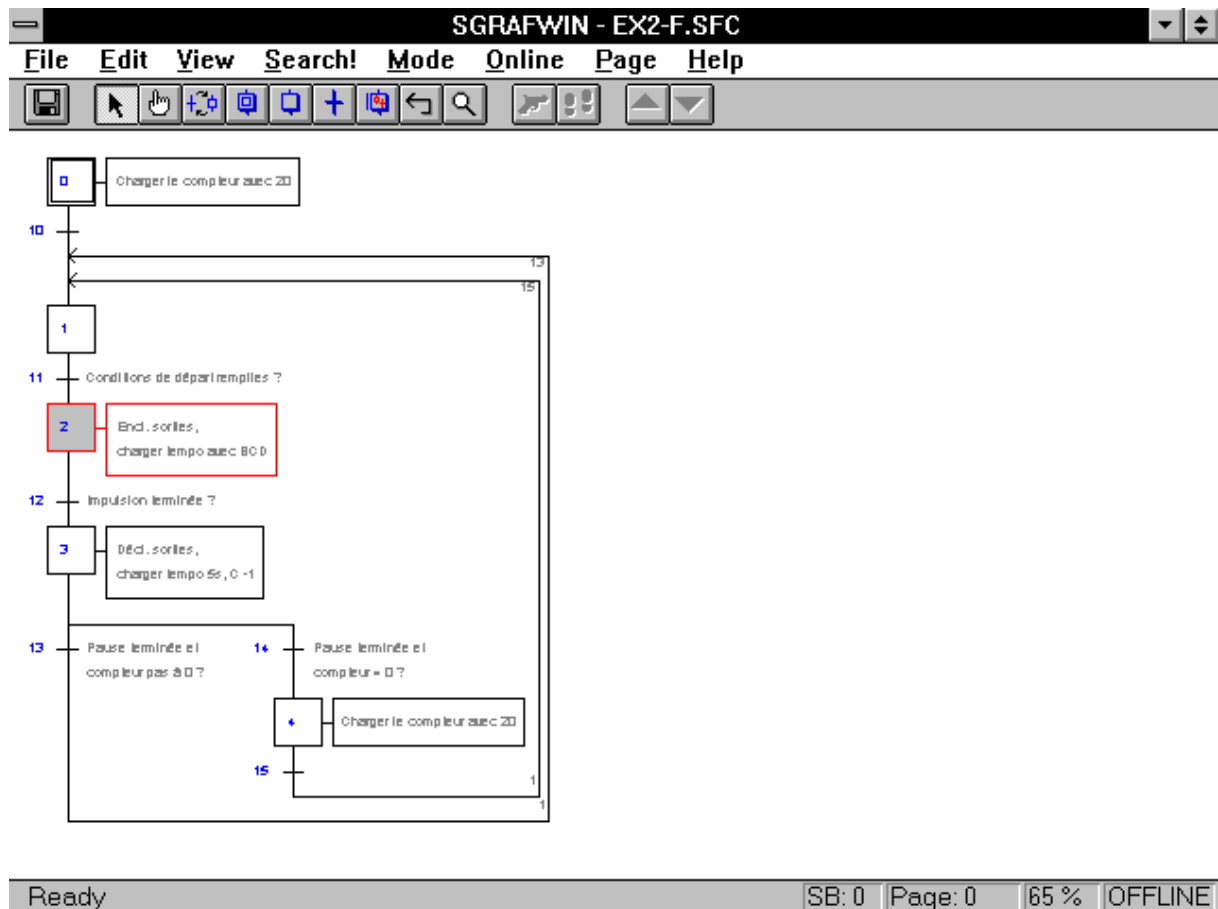 SGRAFWIN - EX2-F.SFC
File Edit View Search! Mode Online Page Help
0 Charger le compteur avec 20
10
13
15
1
11 Conditions de départ remplies ?
2 Encl. sorties,
charger tempo avec BCD
12 Impulsion terminée ?
3 Décl. sorties,
charger tempo 5s, C -1
13 Pause terminée et
compteur pas à 0 ?
14 Pause terminée et
compteur = 0 ?
4 Charger le compteur avec 20
15
1
1
Ready SB: 0 Page: 0 65 % OFFLINE